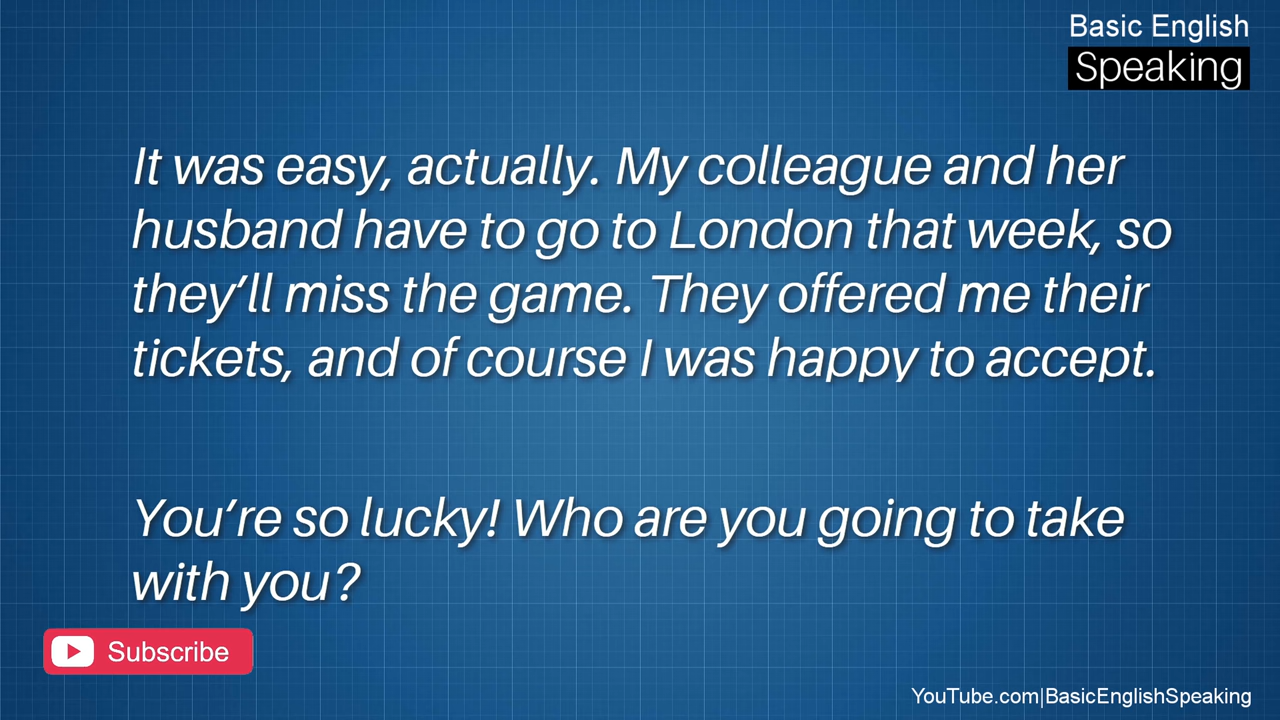 Basic English
Speaking
It was easy, actually. My colleague and her
husband have to go to London that week, so
they’ll miss the game. They offered me their
tickets, and of course I was happy to accept.
You’re so lucky! Who are you going to take
with you?
Subscribe
YouTube.com|BasicEnglishSpeaking